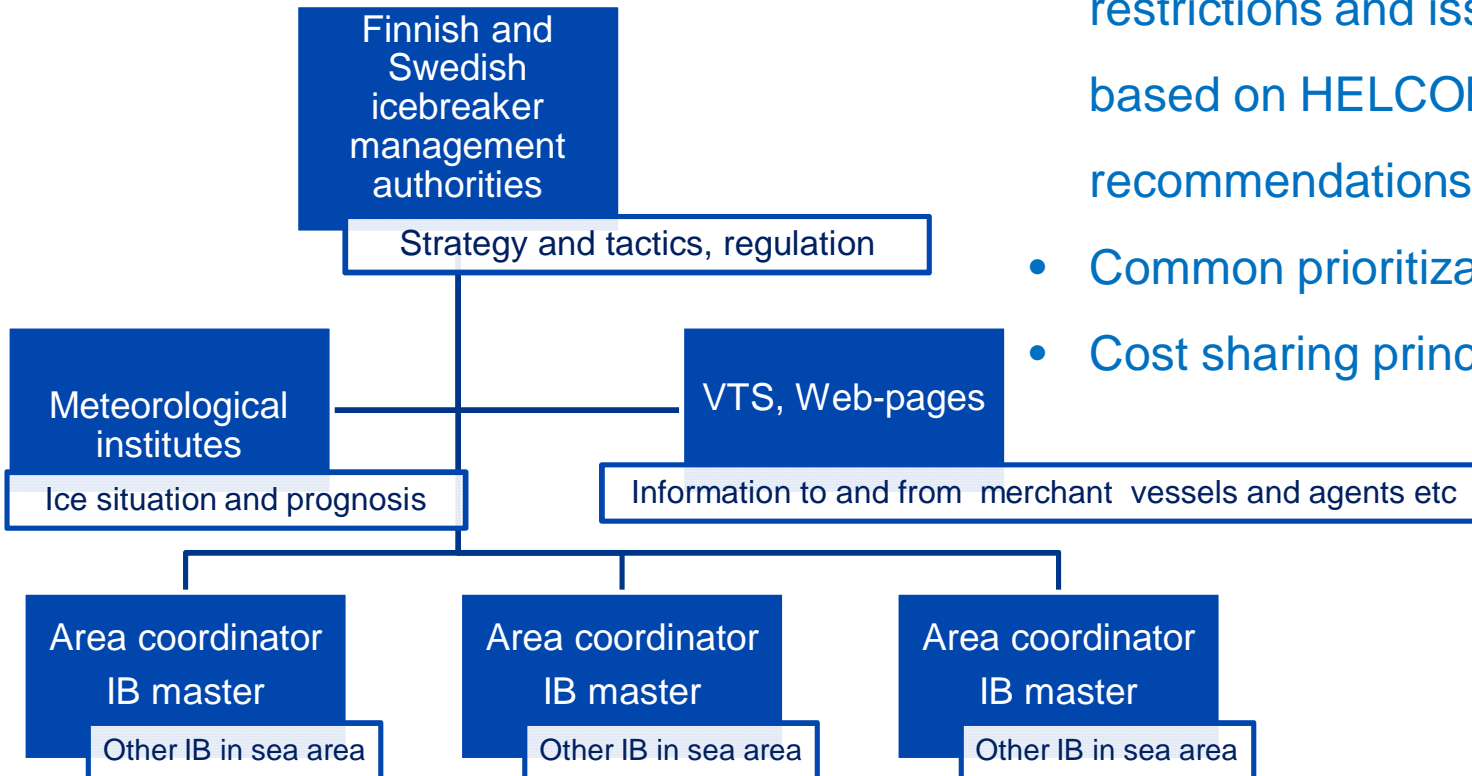 Finnish and
Swedish
icebreaker
management
authorities
Strategy and tactics, regulation
restrictions and
based on
recommendations
• Common
• Cost sharing
Meteorological
institutes
Ice situation and prognosis
VTS, Web-pages
Information to and from merchant vessels and agents etc
Area coordinator
IB master
Other IB in sea area
Area coordinator
IB master
Other IB in sea area
Area coordinator
IB master
Other IB in sea area